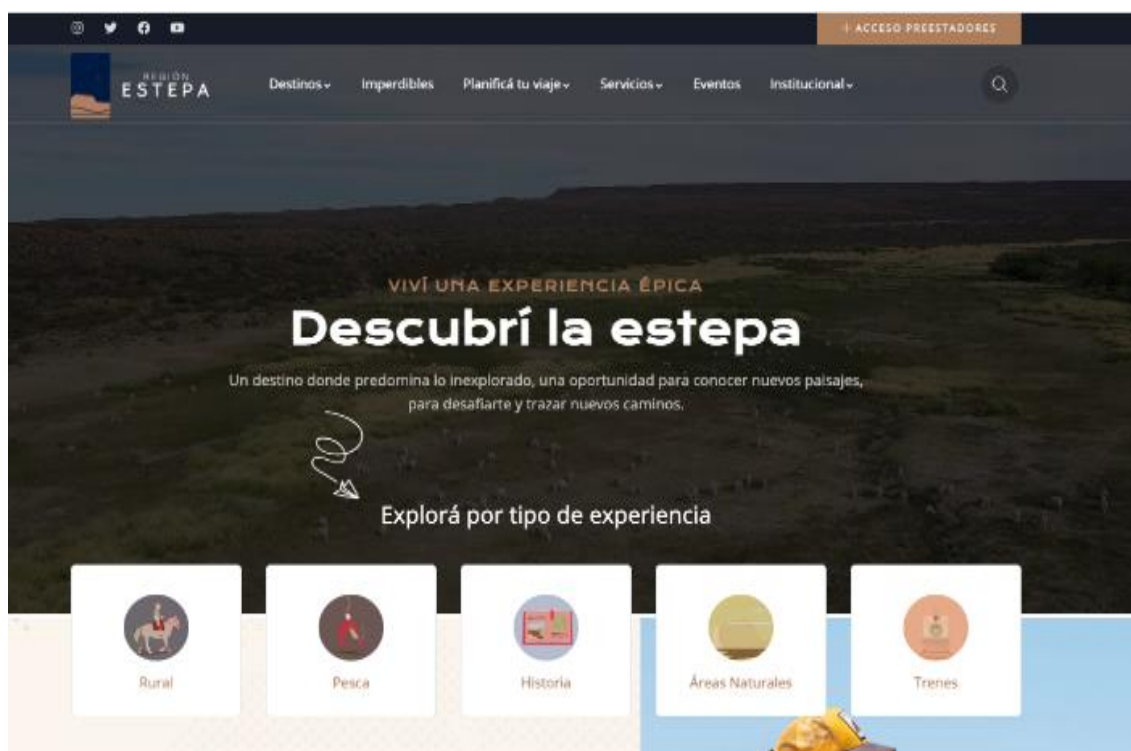 + ACCESO PREESTADORES
REGIÓN
ESTEPA
Destinos
Imperdibles
Planificá tu viaje
Servicios
Eventos
Institucional
VIVÍ UNA EXPERIENCIA ÉPICA
Descubrí la estepa
Un destino donde predomina lo inexplorado, una oportunidad para conocer nuevos paisajes,
para desafiarte y trazar nuevos caminos.
Explorá por tipo de experiencia
Rural
Pesca
Historia
Áreas Naturales
Trenes